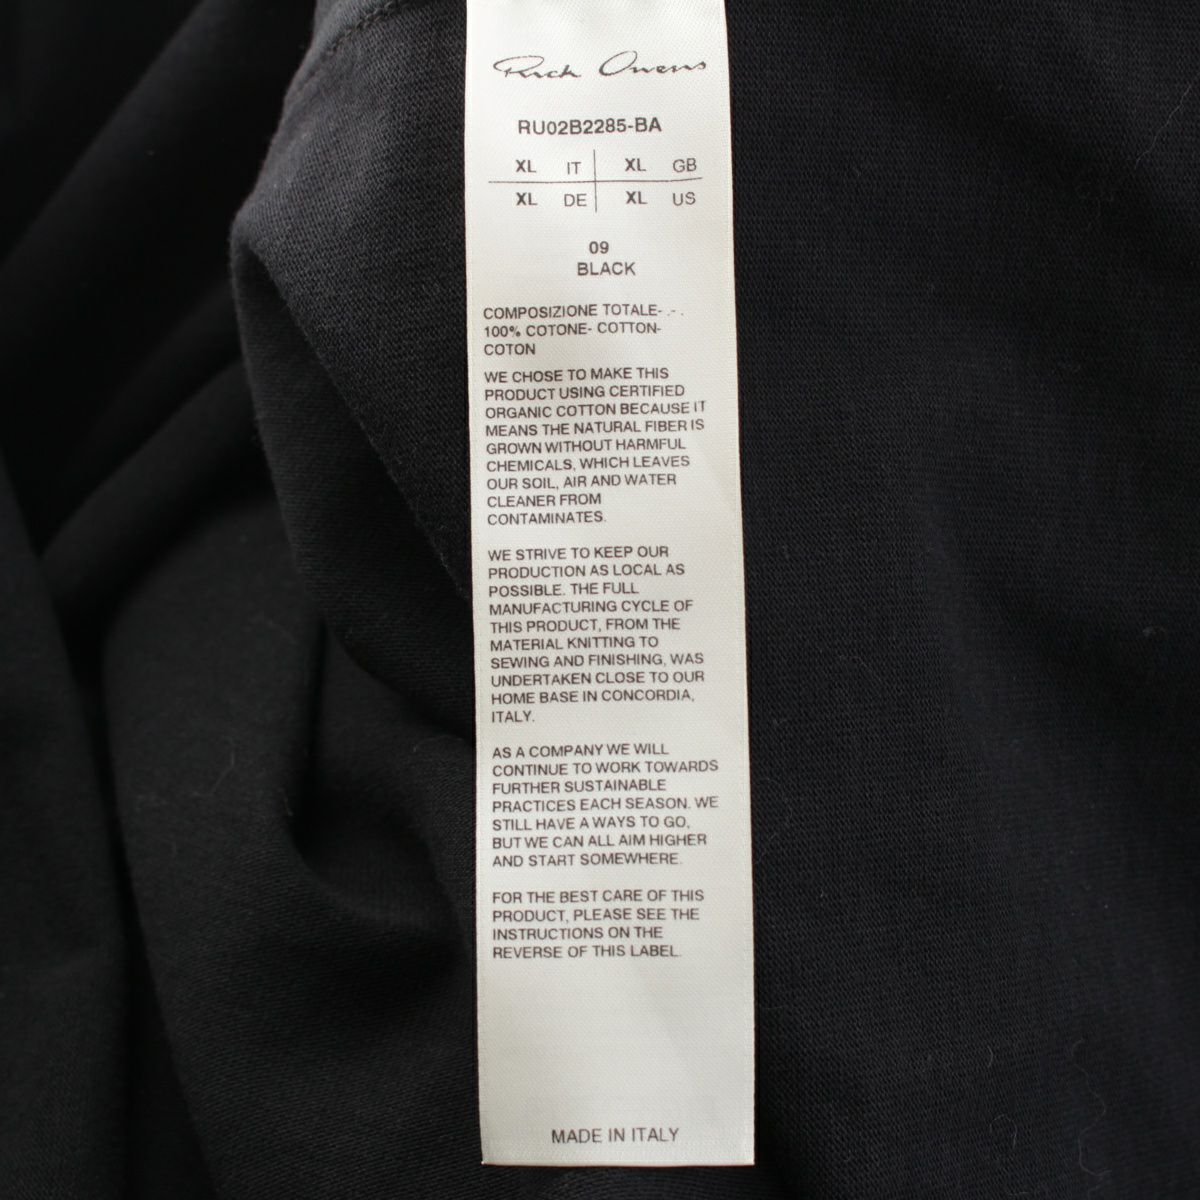 Rick Owens
RU02B2285-BA
XL IT XL GB
XL DE XL US
09
BLACK
COMPOSIZIONE TOTALE- .- .
100% COTONE- COTTON-
COTON
WE CHOSE TO MAKE THIS
PRODUCT USING CERTIFIED
ORGANIC COTTON BECAUSE IT
MEANS THE NATURAL FIBER IS
GROWN WITHOUT HARMFUL
CHEMICALS, WHICH LEAVES
OUR SOIL, AIR AND WATER
CLEANER FROM
CONTAMINATES.
WE STRIVE TO KEEP OUR
PRODUCTION AS LOCAL AS
POSSIBLE. THE FULL
MANUFACTURING CYCLE OF
THIS PRODUCT, FROM THE
MATERIAL KNITTING TO
SEWING AND FINISHING, WAS
UNDERTAKEN CLOSE TO OUR
HOME BASE IN CONCORDIA,
ITALY.
AS A COMPANY WE WILL
CONTINUE TO WORK TOWARDS
FURTHER SUSTAINABLE
PRACTICES EACH SEASON. WE
STILL HAVE A WAYS TO GO,
BUT WE CAN ALL AIM HIGHER
AND START SOMEWHERE.
FOR THE BEST CARE OF THIS
PRODUCT, PLEASE SEE THE
INSTRUCTIONS ON THE
REVERSE OF THIS LABEL.
MADE IN ITALY